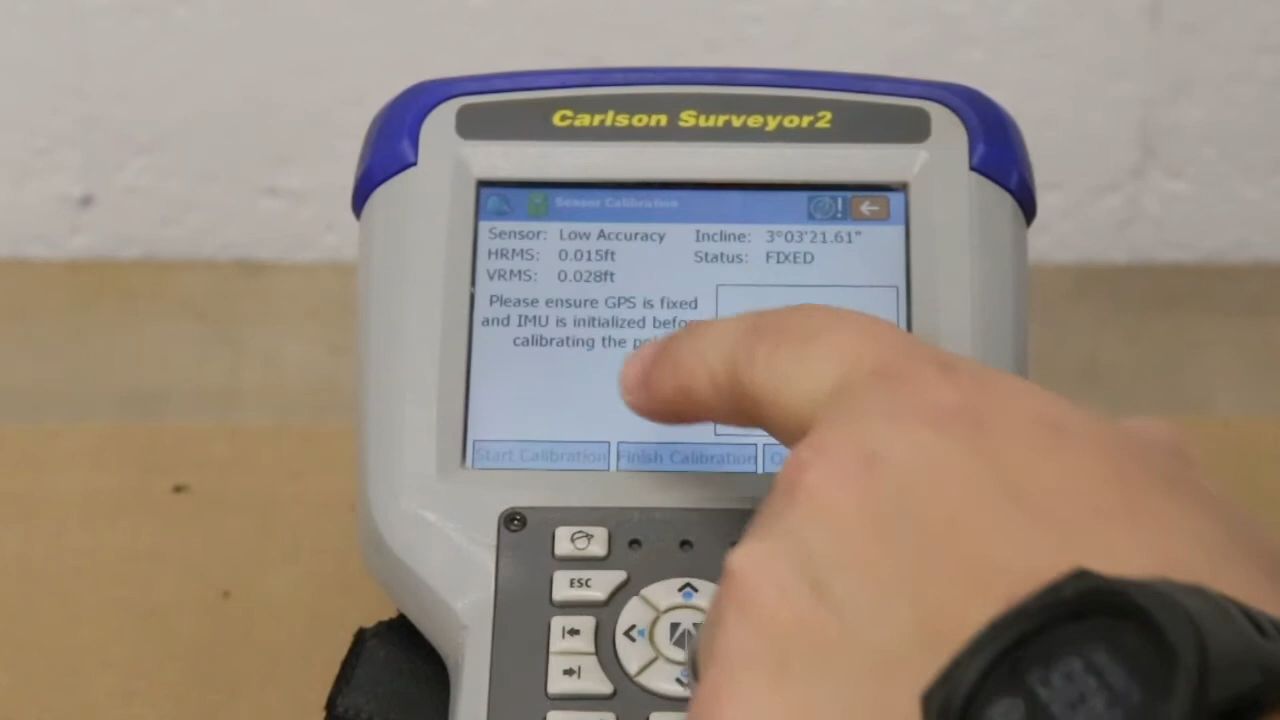 Carlson Surveyor2
Sensor Calibration
Sensor: Low Accuracy Incline: 3°03'21.61"
HRMS: 0.015ft Status: FIXED
VRMS: 0.028ft
Please ensure GPS is fixed
and IMU is initialized
calibrating the
Start Calibration Finish Calibration
ESC